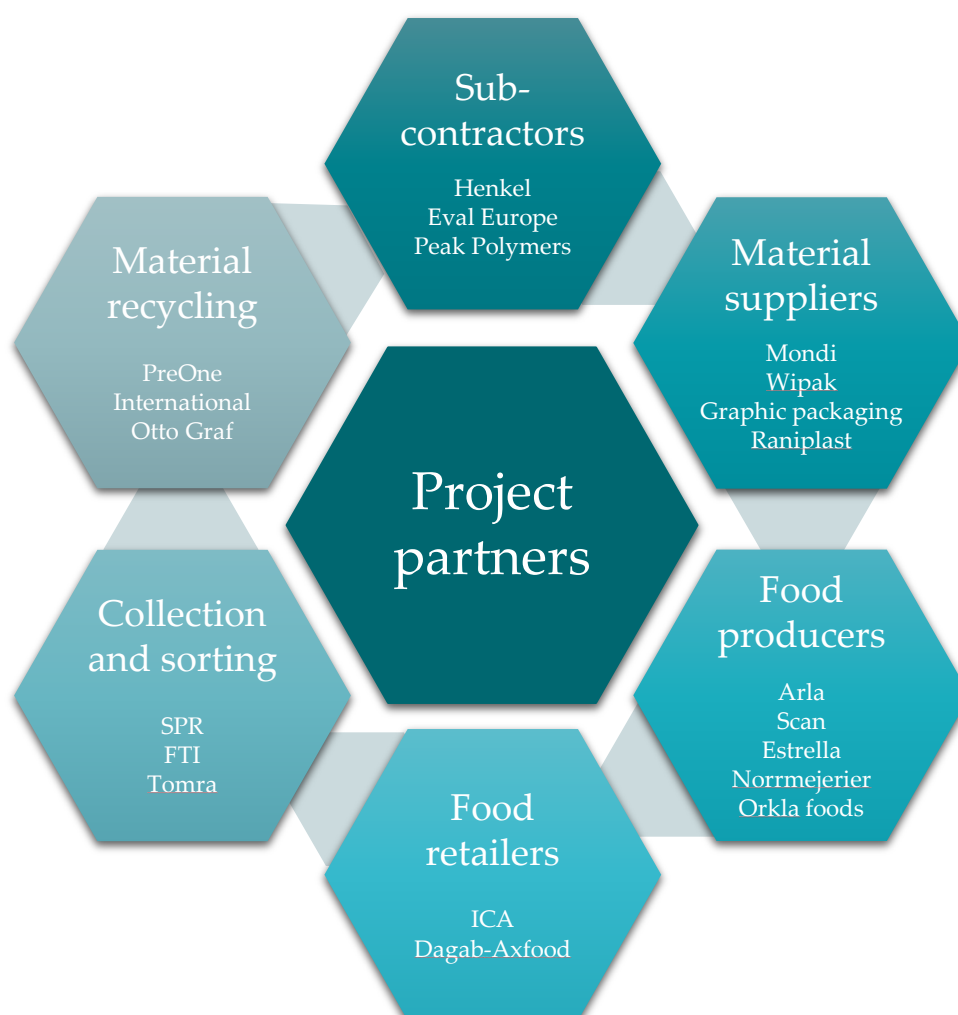 Sub-
contractors
Henkel
Eval Europe
Peak Polymers
Material
suppliers
Mondi
Wipak
Graphic packaging
Raniplast
Food
producers
Arla
Scan
Estrella
Norrmejerier
Orkla foods
Food
retailers
ICA
Dagab-Axfood
Collection
and sorting
SPR
FTI
Tomra
Material
recycling
PreOne
International
Otto Graf
Project
partners